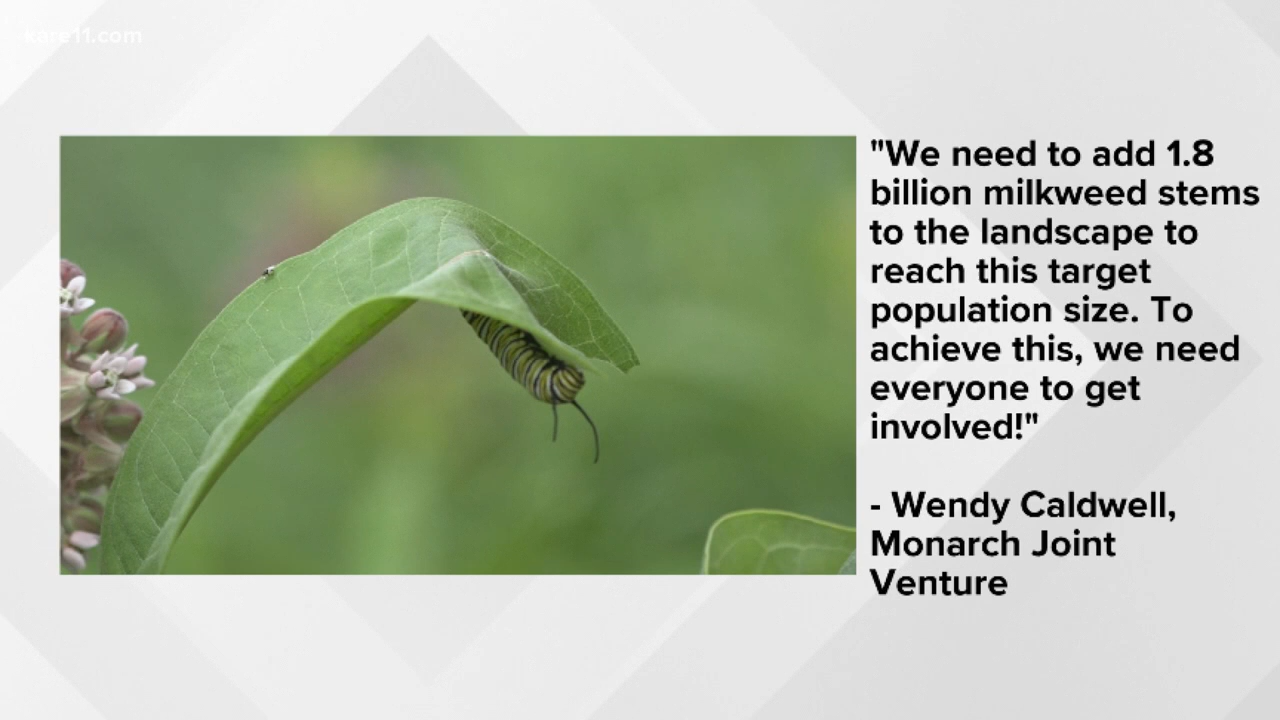 kare11.com
"We need to add 1.8
billion milkweed stems
to the landscape to
reach this target
population size. To
achieve this, we need
everyone to get
involved!"
- Wendy Caldwell,
Monarch Joint
Venture